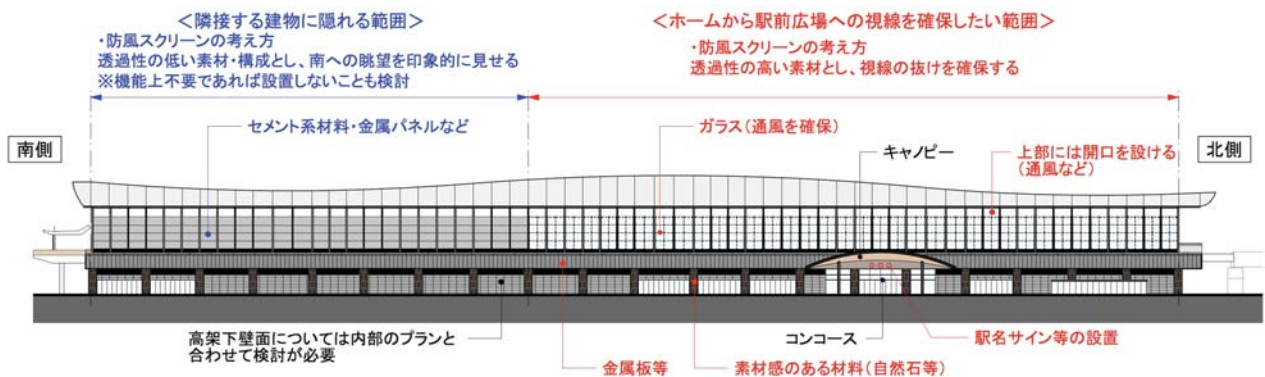 ＜隣接する建物に隠れる範囲＞
・防風スクリーンの考え方
透過性の低い素材・構成とし、南への眺望を印象的に見せる
※機能上不要であれば設置しないことも検討
＜ホームから駅前広場への視線を確保したい範囲＞
・防風スクリーンの考え方
透過性の高い素材とし、視線の抜けを確保する
セメント系材料・金属パネルなど
ガラス（通風を確保）
キャノピー
上部には開口を設ける
（通風など）
南側
北側
高架下壁面については内部のプランと
合わせて検討が必要
金属板等
素材感のある材料（自然石等）
コンコース
駅名サイン等の設置